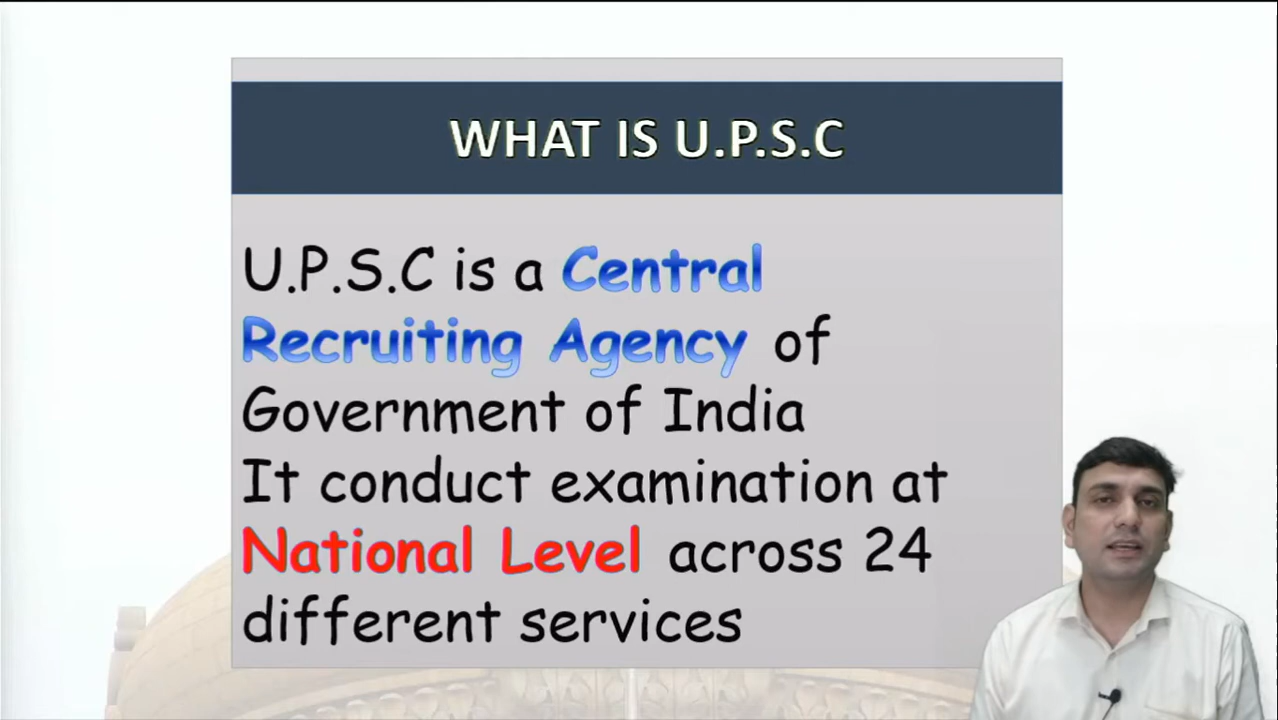 WHAT IS U.P.S.C
U.P.S.C is a Central
Recruiting Agency of
Government of India
It conduct examination at
National Level across 24
different services